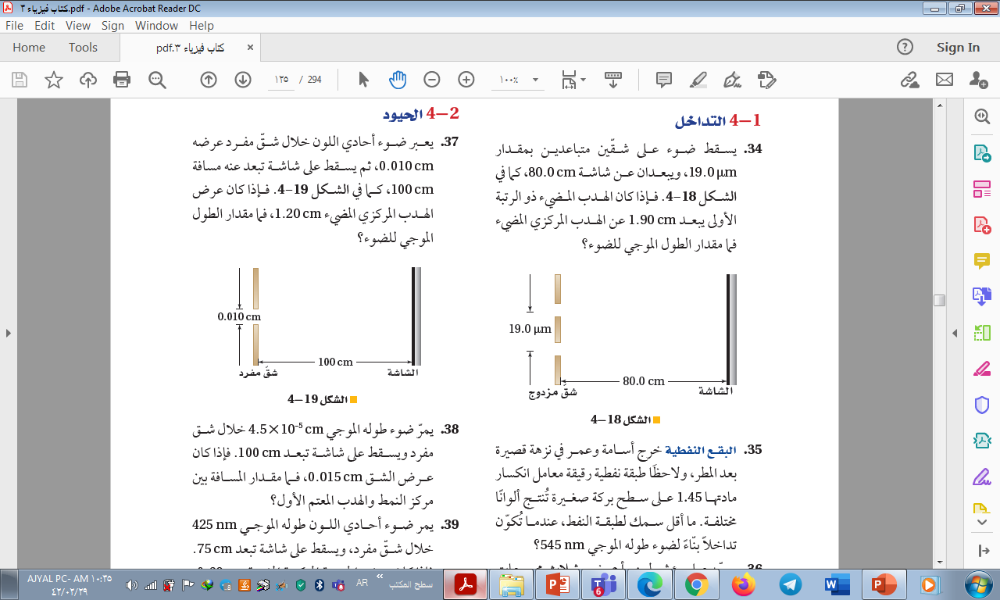 كتاب فيزياء ٣.pdf - Adobe Acrobat Reader DC
File Edit View Sign Window Help
Home Tools كتاب فيزياء ٣.pdf × ? Sign In
١٢٥ / 294 ١٠٠٪
4–1 التداخل
34. يسقط ضوء على شقّين متباعدين بمقدار
19.0 µm، ويبعدان عن شاشة 80.0 cm، كما في
الشكل 18–4. فإذا كان الهدب المضيء ذو الرتبة
الأولى يبعد 1.90 cm عن الهدب المركزي المضيء
فما مقدار الطول الموجي للضوء؟
19.0 µm
80.0 cm
شقّ مزدوج
الشاشة
الشكل 18–4
35. البقع النفطية خرج أسامة وعمر في نزهة قصيرة
بعد المطر، ولاحظَا طبقة نفطية رقيقة معامل انكسار
مادتها 1.45 على سطح بركة صغيرة تُنتج ألوانًا
مختلفة. ما أقل سمك لطبقة النفط، عندما تُكوّن
تداخلاً بنّاءً لضوء طوله الموجي 545 nm؟
36.
4–2 الحيود
37. يعبر ضوء أحادي اللون خلال شقّ مفرد عرضه
0.010 cm، ثم يسقط على شاشة تبعد عنه مسافة
100 cm، كما في الشكل 19–4. فإذا كان عرض
الهدب المركزي المضيء 1.20 cm، فما مقدار الطول
الموجي للضوء؟
0.010 cm
100 cm
شقّ مفرد
الشاشة
الشكل 19–4
38. يمرّ ضوء طوله الموجي 4.5×10⁻⁵ cm خلال شق
مفرد ويسقط على شاشة تبعد 100 cm. فإذا كان
عرض الشق 0.015 cm، فما مقدار المسافة بين
مركز النمط والهدب المعتم الأول؟
39. يمر ضوء أحادي اللون طوله الموجي 425 nm
خلال شقّ مفرد، ويسقط على شاشة تبعد 75 cm.
AJYAL PC- AM ١٠:٣٥
٤٢/٠٢/٢٩
AR
سطح المكتب
6